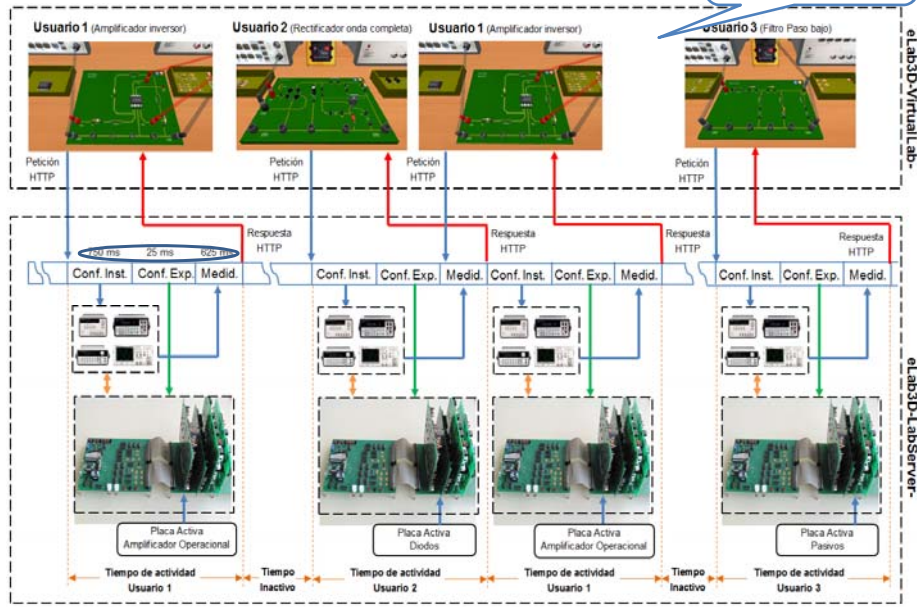 Usuario 1 (Amplificador inversor)
Usuario 2 (Rectificador onda completa)
Usuario 1 (Amplificador inversor)
Usuario 3 (Filtro Paso bajo)
eLab3D-VirtualLab-
Petición
HTTP
Petición
HTTP
Petición
HTTP
Petición
HTTP
Respuesta
HTTP
Respuesta
HTTP
Respuesta
HTTP
Respuesta
HTTP
750 ms 25 ms 625 ms
Conf. Inst. Conf. Exp. Medid.
Conf. Inst. Conf. Exp. Medid.
Conf. Inst. Conf. Exp. Medid.
Conf. Inst. Conf. Exp. Medid.
eLab3D-LabServer-
Placa Activa
Amplificador Operacional
Placa Activa
Diodos
Placa Activa
Amplificador Operacional
Placa Activa
Pasivos
Tiempo de actividad
Usuario 1
Tiempo
Inactivo
Tiempo de actividad
Usuario 2
Tiempo de actividad
Usuario 1
Tiempo
Inactivo
Tiempo de actividad
Usuario 3